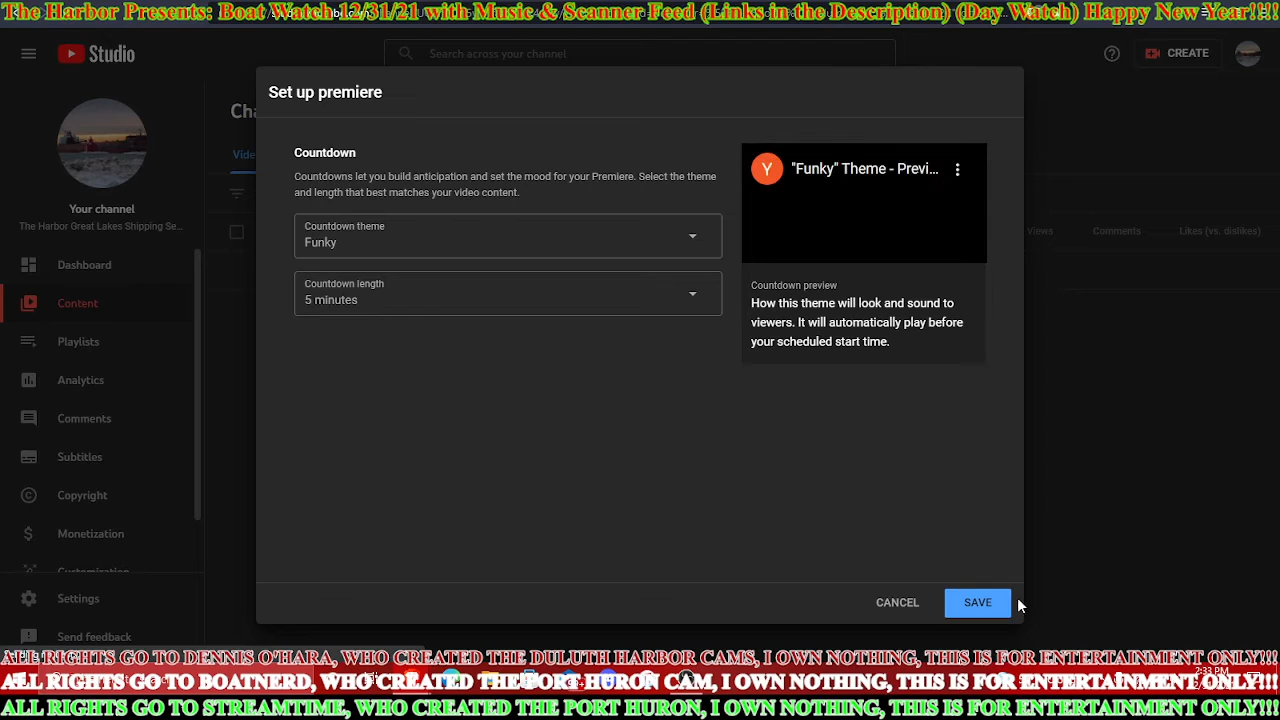 The Harbor Presents: Boat Watch 12/31/21 with Music & Scanner Feed (Links in the Description) (Day Watch) Happy New Year!!!!
Studio
Search across your channel
CREATE
Set up premiere
Countdown
Countdowns let you build anticipation and set the mood for your Premiere. Select the theme
and length that best matches your video content.
Countdown theme
Funky
Countdown length
5 minutes
Y
"Funky" Theme - Previ...
Countdown preview
How this theme will look and sound to
viewers. It will automatically play before
your scheduled start time.
Views
Comments
Likes (vs. dislikes)
Your channel
The Harbor Great Lakes Shipping Se...
Dashboard
Content
Playlists
Analytics
Comments
Subtitles
Copyright
Monetization
Customization
Settings
Send feedback
CANCEL
SAVE
ALL RIGHTS GO TO DENNIS O'HARA, WHO CREATED THE DULUTH HARBOR CAMS, I OWN NOTHING, THIS IS FOR ENTERTAINMENT ONLY!!!
2:33 PM
ALL RIGHTS GO TO BOATNERD, WHO CREATED THE PORT HURON CAM, I OWN NOTHING, THIS IS FOR ENTERTAINMENT ONLY!!!
ALL RIGHTS GO TO STREAMTIME, WHO CREATED THE PORT HURON, I OWN NOTHING, THIS IS FOR ENTERTAINMENT ONLY!!!